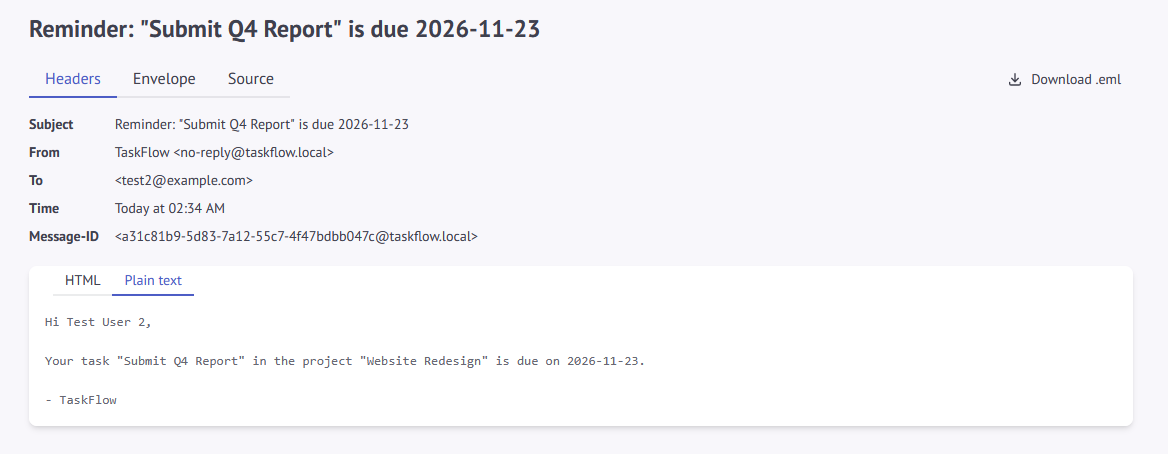 Reminder: "Submit Q4 Report" is due 2026-11-23
Headers Envelope Source Download .eml
Subject Reminder: "Submit Q4 Report" is due 2026-11-23
From TaskFlow <no-reply@taskflow.local>
To <test2@example.com>
Time Today at 02:34 AM
Message-ID <a31c81b9-5d83-7a12-55c7-4f47bdbb047c@taskflow.local>
HTML Plain text
Hi Test User 2,
Your task "Submit Q4 Report" in the project "Website Redesign" is due on 2026-11-23.
- TaskFlow